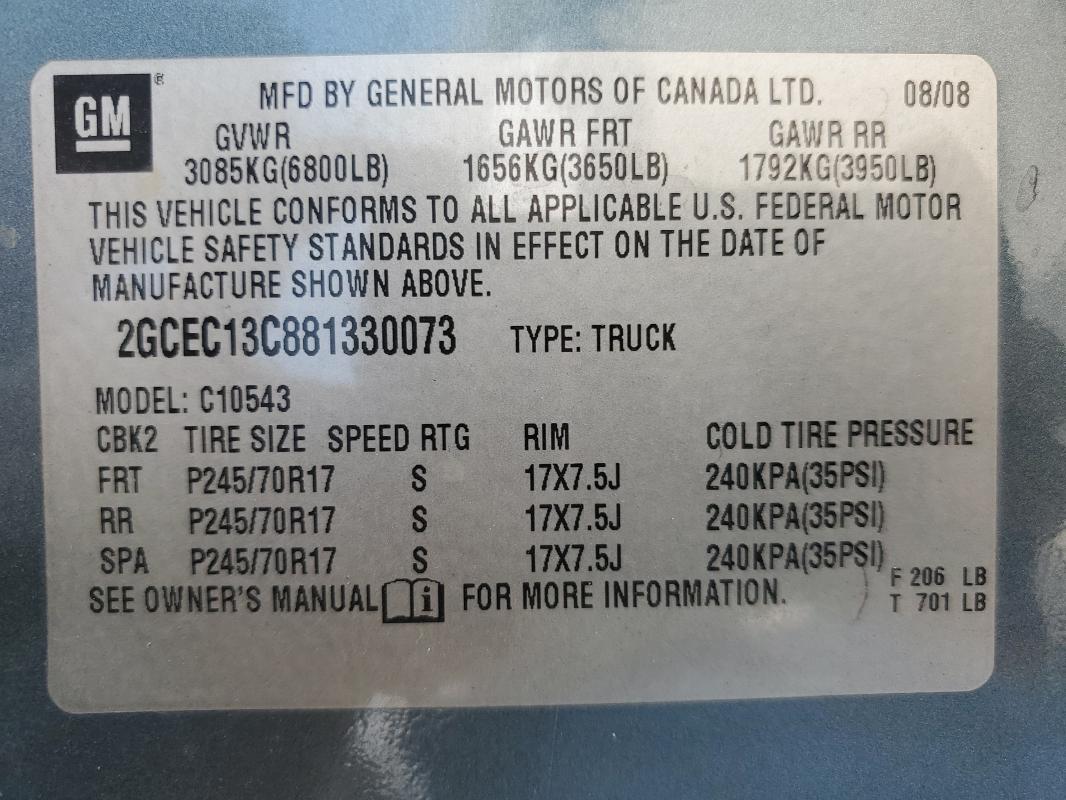 GM ® MFD BY GENERAL MOTORS OF CANADA LTD. 08/08
GVWR GAWR FRT GAWR RR
3085KG(6800LB) 1656KG(3650LB) 1792KG(3950LB)
THIS VEHICLE CONFORMS TO ALL APPLICABLE U.S. FEDERAL MOTOR
VEHICLE SAFETY STANDARDS IN EFFECT ON THE DATE OF
MANUFACTURE SHOWN ABOVE.
2GCEC13C881330073 TYPE: TRUCK
MODEL: C10543
CBK2 TIRE SIZE SPEED RTG RIM COLD TIRE PRESSURE
FRT P245/70R17 S 17X7.5J 240KPA(35PSI)
RR P245/70R17 S 17X7.5J 240KPA(35PSI)
SPA P245/70R17 S 17X7.5J 240KPA(35PSI)
F 206 LB
SEE OWNER'S MANUAL i FOR MORE INFORMATION. T 701 LB